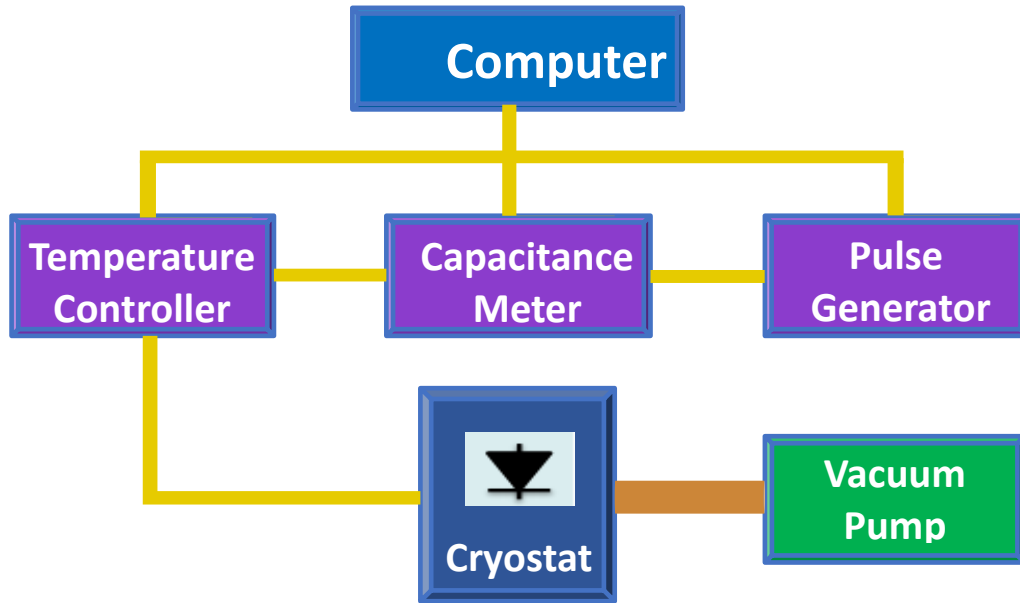 Computer
Temperature
Controller
Capacitance
Meter
Pulse
Generator
Cryostat
Vacuum
Pump